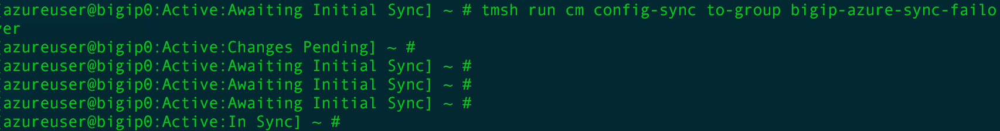 [azureuser@bigip0:Active:Awaiting Initial Sync] ~ # tmsh run cm config-sync to-group bigip-azure-sync-failo
ver
[azureuser@bigip0:Active:Changes Pending] ~ #
[azureuser@bigip0:Active:Awaiting Initial Sync] ~ #
[azureuser@bigip0:Active:Awaiting Initial Sync] ~ #
[azureuser@bigip0:Active:Awaiting Initial Sync] ~ #
[azureuser@bigip0:Active:In Sync] ~ #